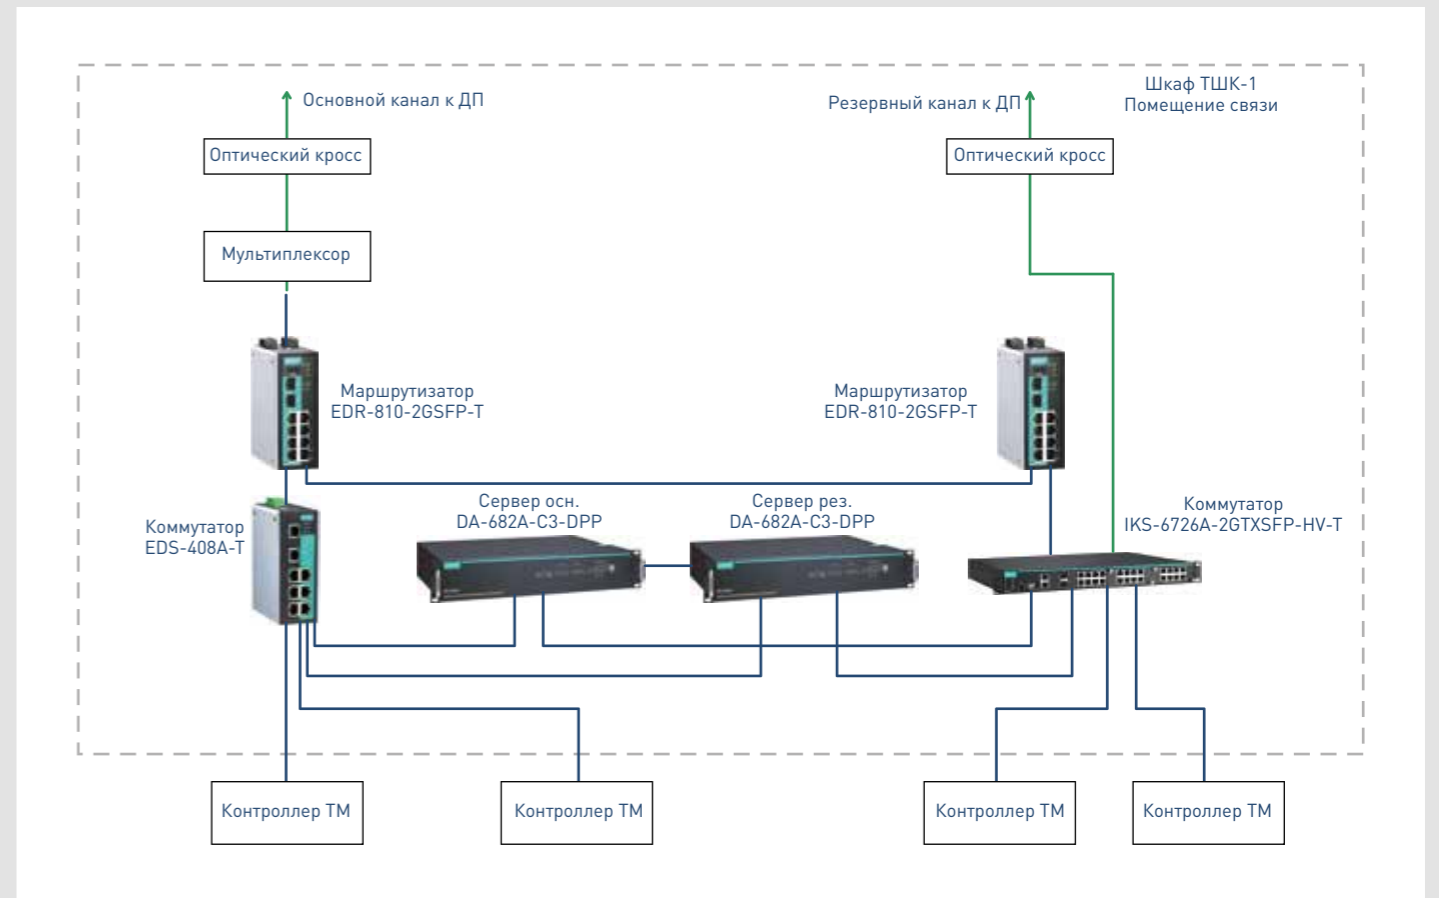 Основной канал к ДП
Резервный канал к ДП
Шкаф ТШК-1
Помещение связи
Оптический кросс
Оптический кросс
Мультиплексор
Маршрутизатор
EDR-810-2GSFP-T
Маршрутизатор
EDR-810-2GSFP-T
Коммутатор
EDS-408A-T
Сервер осн.
DA-682A-C3-DPP
Сервер рез.
DA-682A-C3-DPP
Коммутатор
IKS-6726A-2GTXSFP-HV-T
Контроллер ТМ
Контроллер ТМ
Контроллер ТМ
Контроллер ТМ